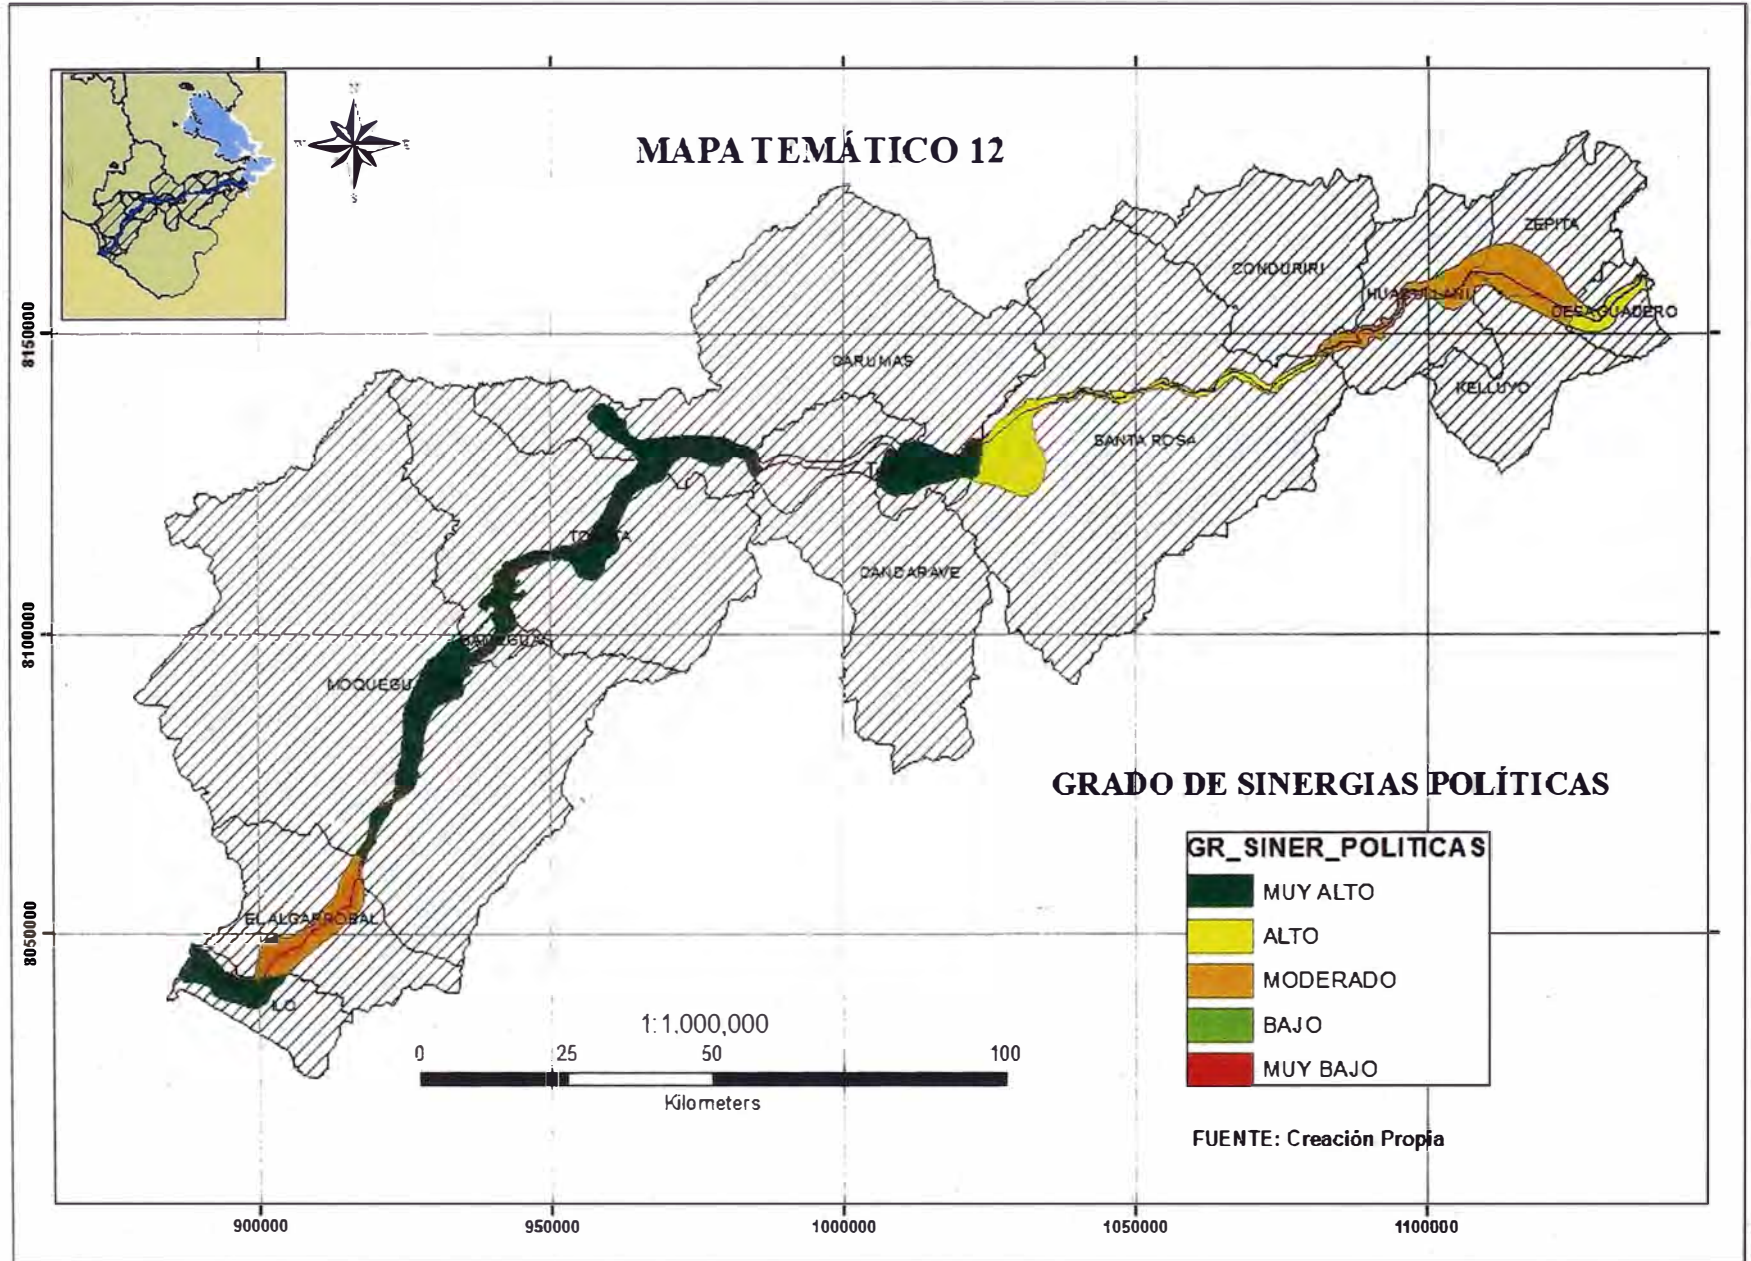 N
W
E
S
MAPA TEMÁTICO 12
ZEPITA
CONDURIRI
HUACULLANI
DESAGUADERO
KELLUYO
CARUMAS
SANTA ROSA
CANDARAVE
MOQUEGU
EL ALGARROBAL
ILO
8150000
8100000
8050000
GRADO DE SINERGIAS POLÍTICAS
GR_SINER_POLITICAS
MUY ALTO
ALTO
MODERADO
BAJO
MUY BAJO
1:1,000,000
0 25 50 100
Kilometers
FUENTE: Creación Propia
900000 950000 1000000 1050000 1100000